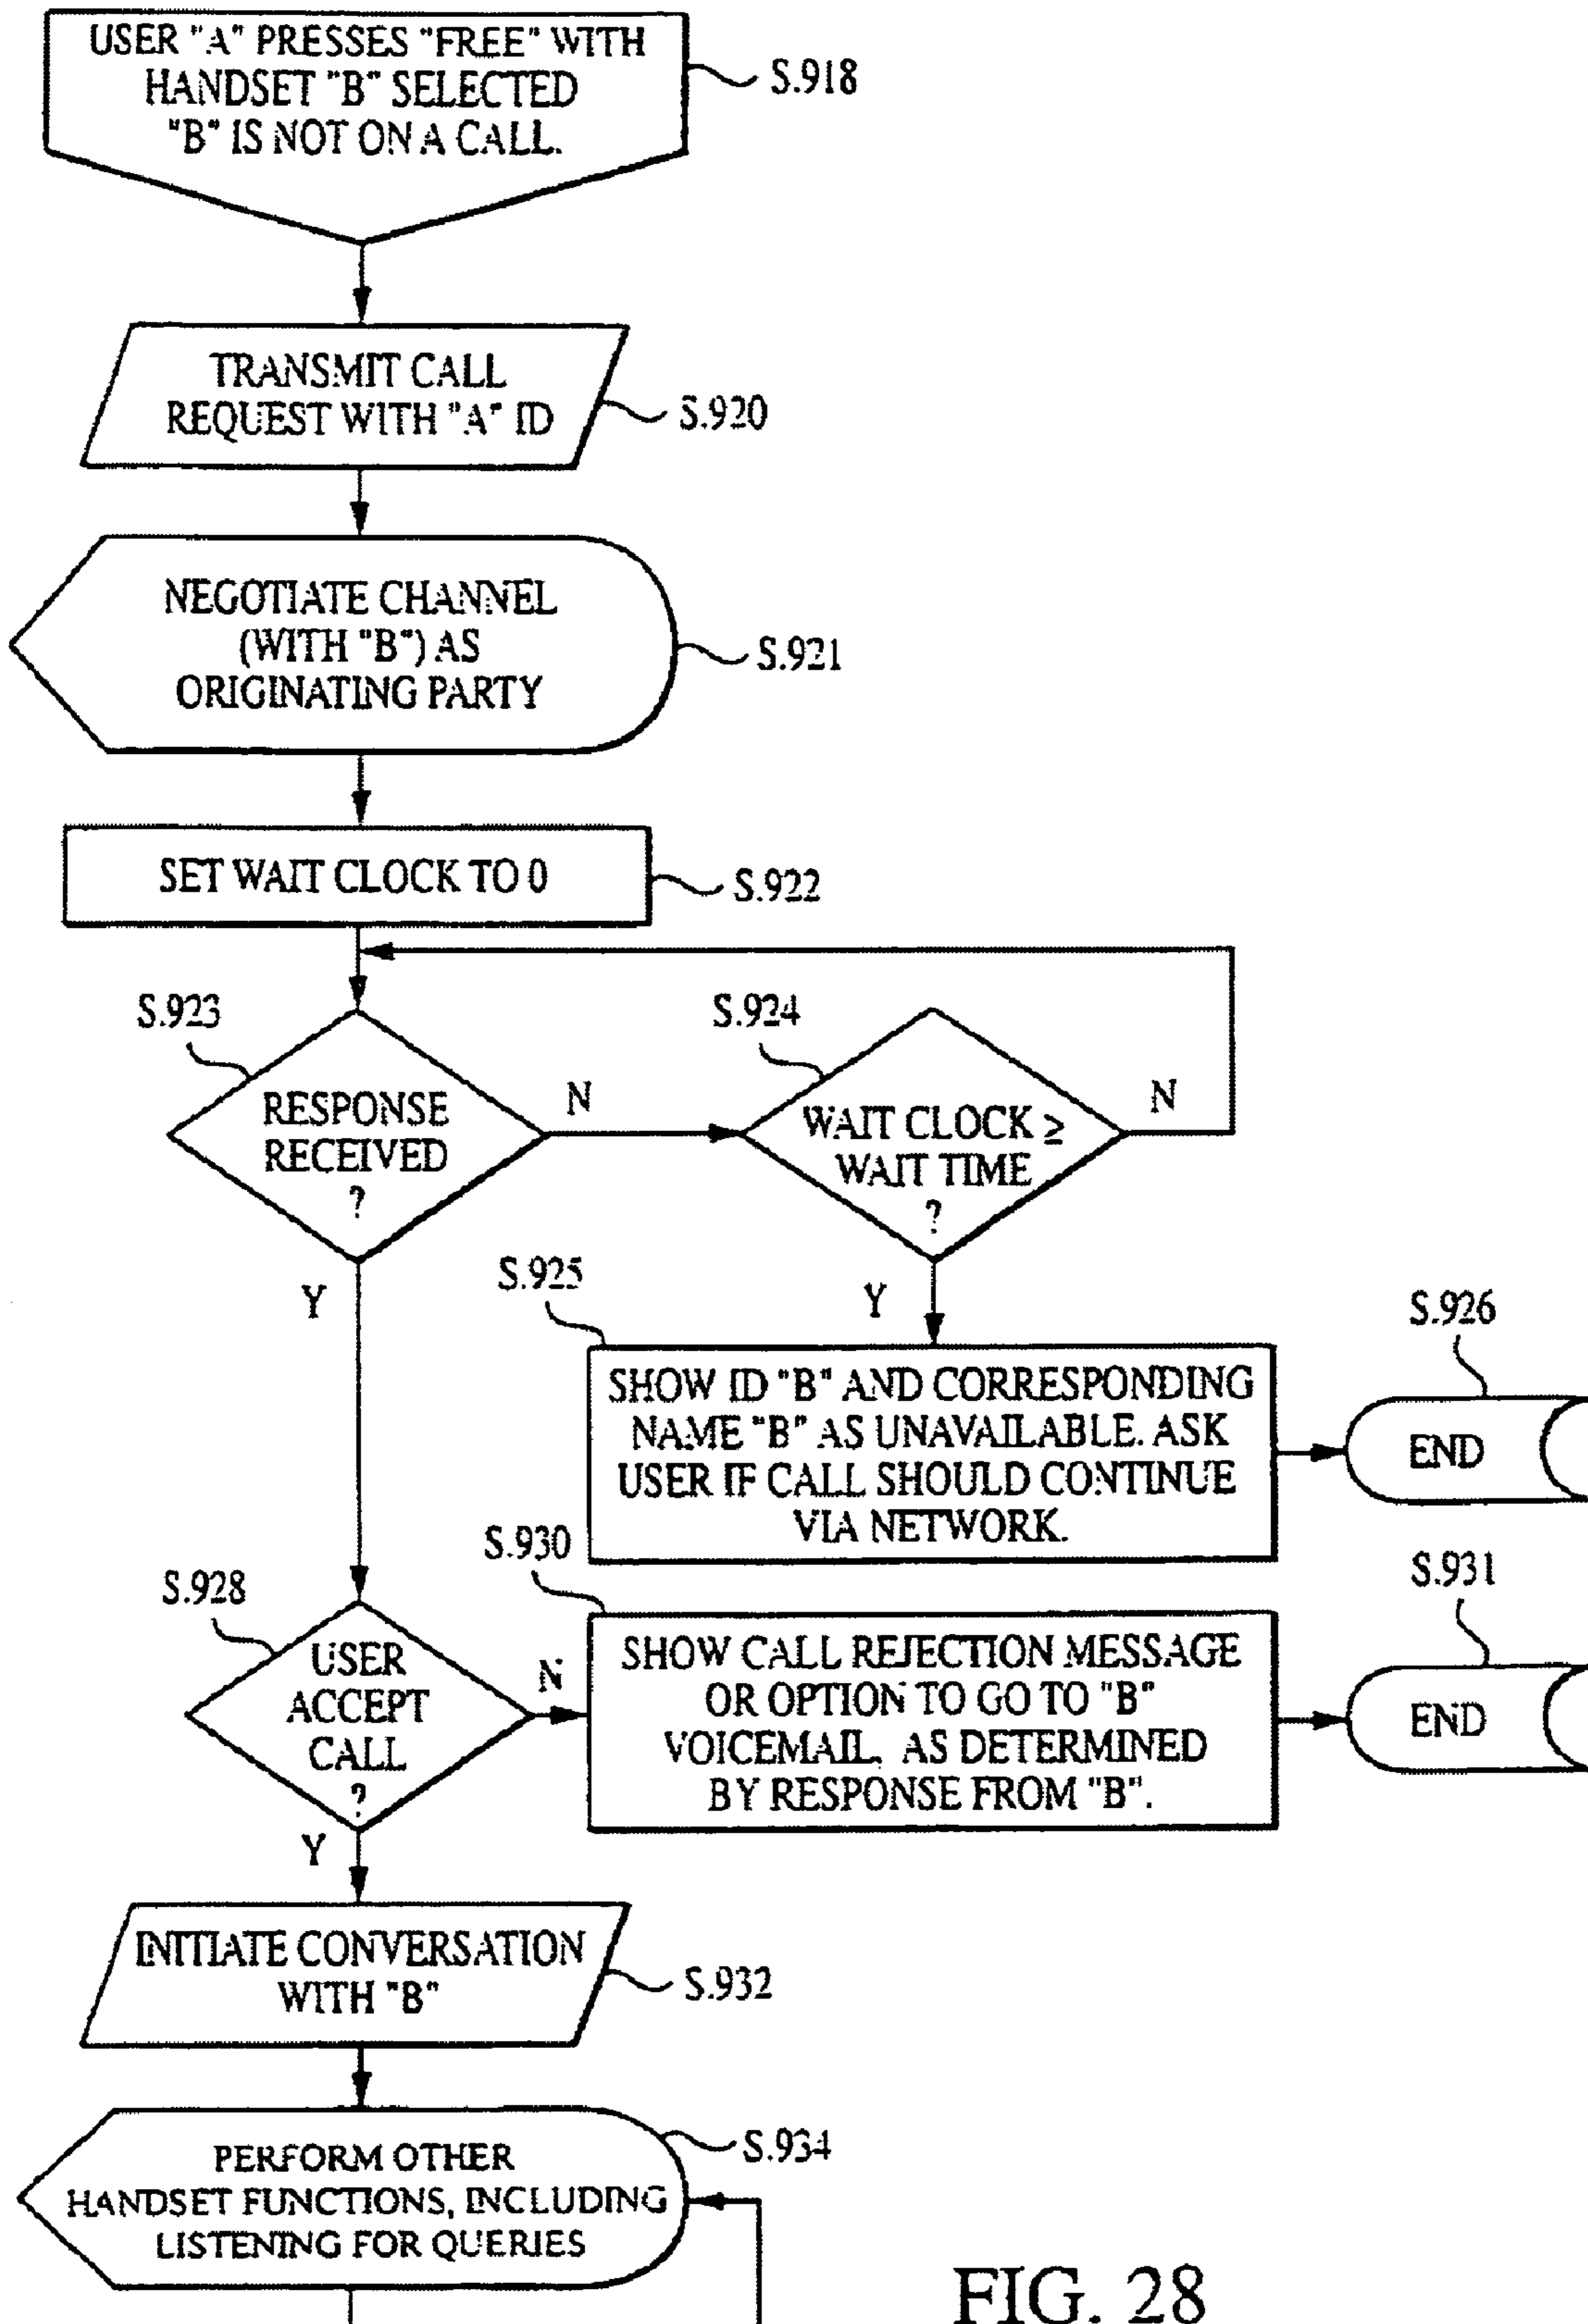 USER "A" PRESSES "FREE" WITH
HANDSET "B" SELECTED
"B" IS NOT ON A CALL.
S.918
TRANSMIT CALL
REQUEST WITH "A" ID
S.920
NEGOTIATE CHANNEL
(WITH "B") AS
ORIGINATING PARTY
S.921
SET WAIT CLOCK TO 0
S.922
S.923
RESPONSE
RECEIVED
?
N
Y
S.924
WAIT CLOCK ≥
WAIT TIME
?
N
Y
S.925
SHOW ID "B" AND CORRESPONDING
NAME "B" AS UNAVAILABLE. ASK
USER IF CALL SHOULD CONTINUE
VIA NETWORK.
S.926
END
S.928
USER
ACCEPT
CALL
?
N
Y
S.930
SHOW CALL REJECTION MESSAGE
OR OPTION TO GO TO "B"
VOICEMAIL, AS DETERMINED
BY RESPONSE FROM "B".
S.931
END
INITIATE CONVERSATION
WITH "B"
S.932
PERFORM OTHER
HANDSET FUNCTIONS, INCLUDING
LISTENING FOR QUERIES
S.934
FIG. 28